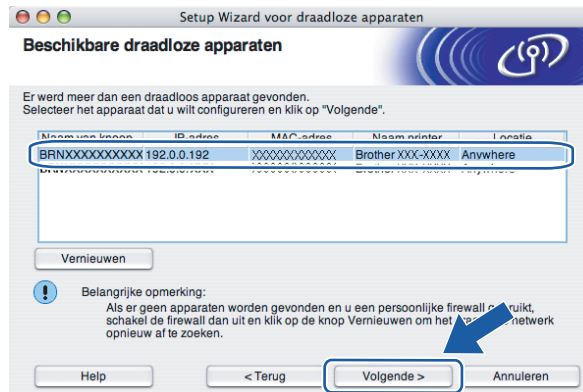 Setup Wizard voor draadloze apparaten
Beschikbare draadloze apparaten
Er werd meer dan een draadloos apparaat gevonden.
Selecteer het apparaat dat u wilt configureren en klik op "Volgende".
Naam van knoop IP-adres MAC-adres Naam printer Locatie
BRNXXXXXXXXXX 192.0.0.192 XXXXXXXXXXXX Brother XXX-XXXX Anywhere
Vernieuwen
Belangrijke opmerking:
Als er geen apparaten worden gevonden en u een persoonlijke firewall gebruikt,
schakel de firewall dan uit en klik op de knop Vernieuwen om het netwerk
opnieuw af te zoeken.
Help
< Terug
Volgende >
Annuleren